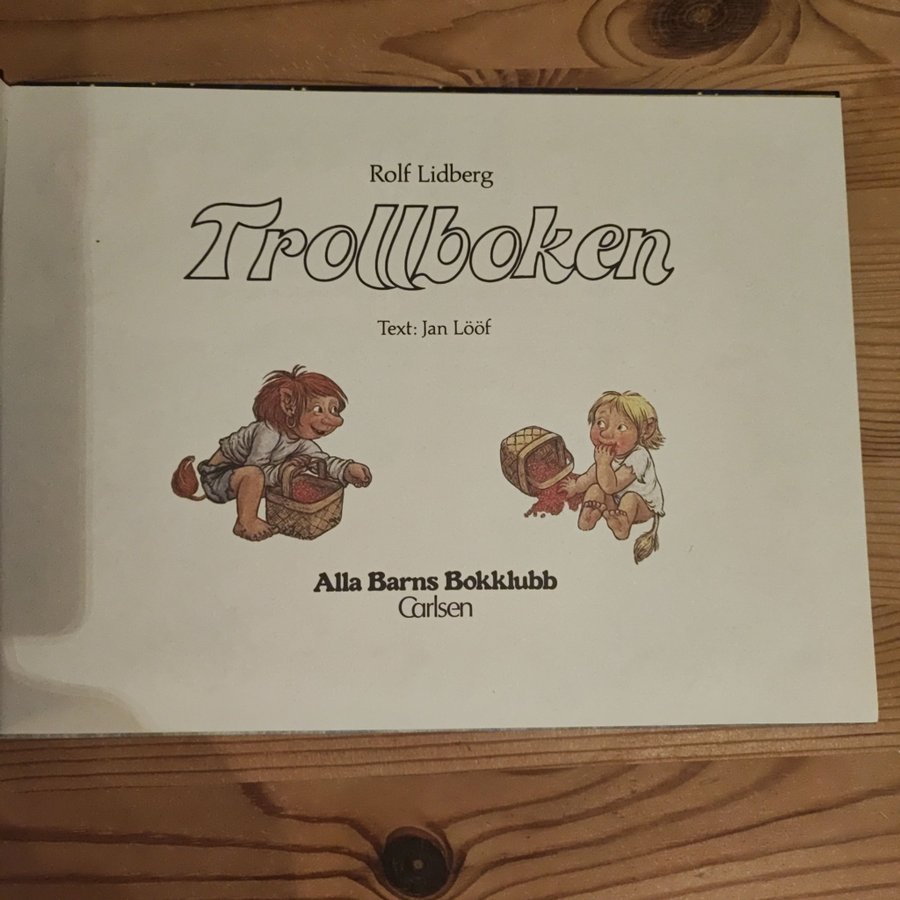 Rolf Lidberg
Trollboken
Text: Jan Lööf
Alla Barns Bokklubb
Carlsen